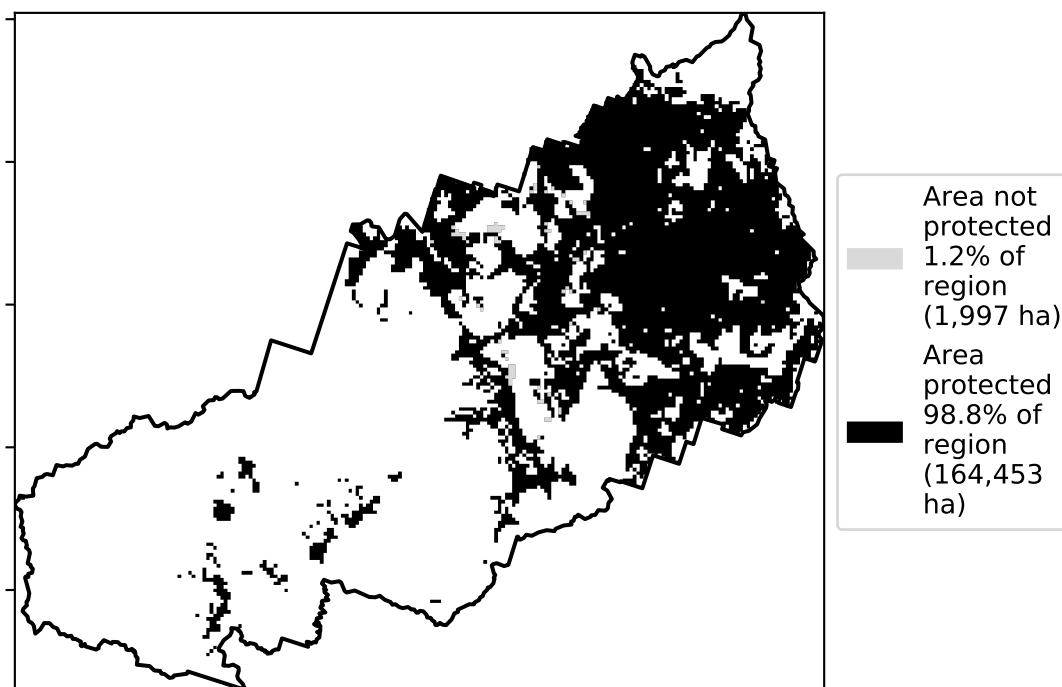 Area not
protected
1.2% of
region
(1,997 ha)
Area
protected
98.8% of
region
(164,453
ha)